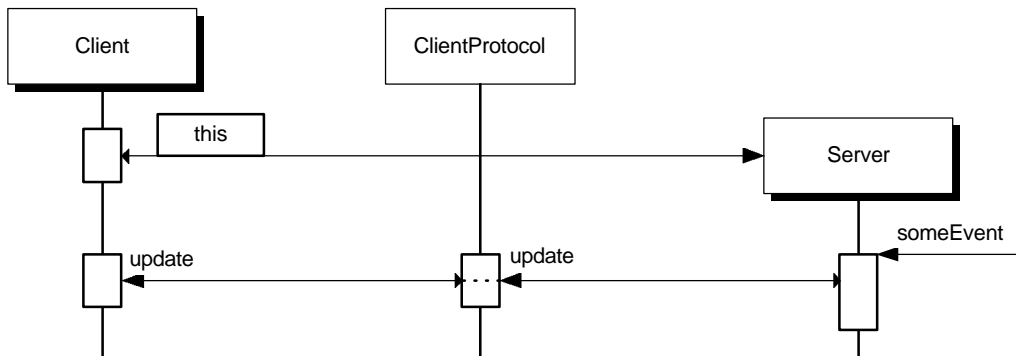 Client
ClientProtocol
this
Server
someEvent
update
update